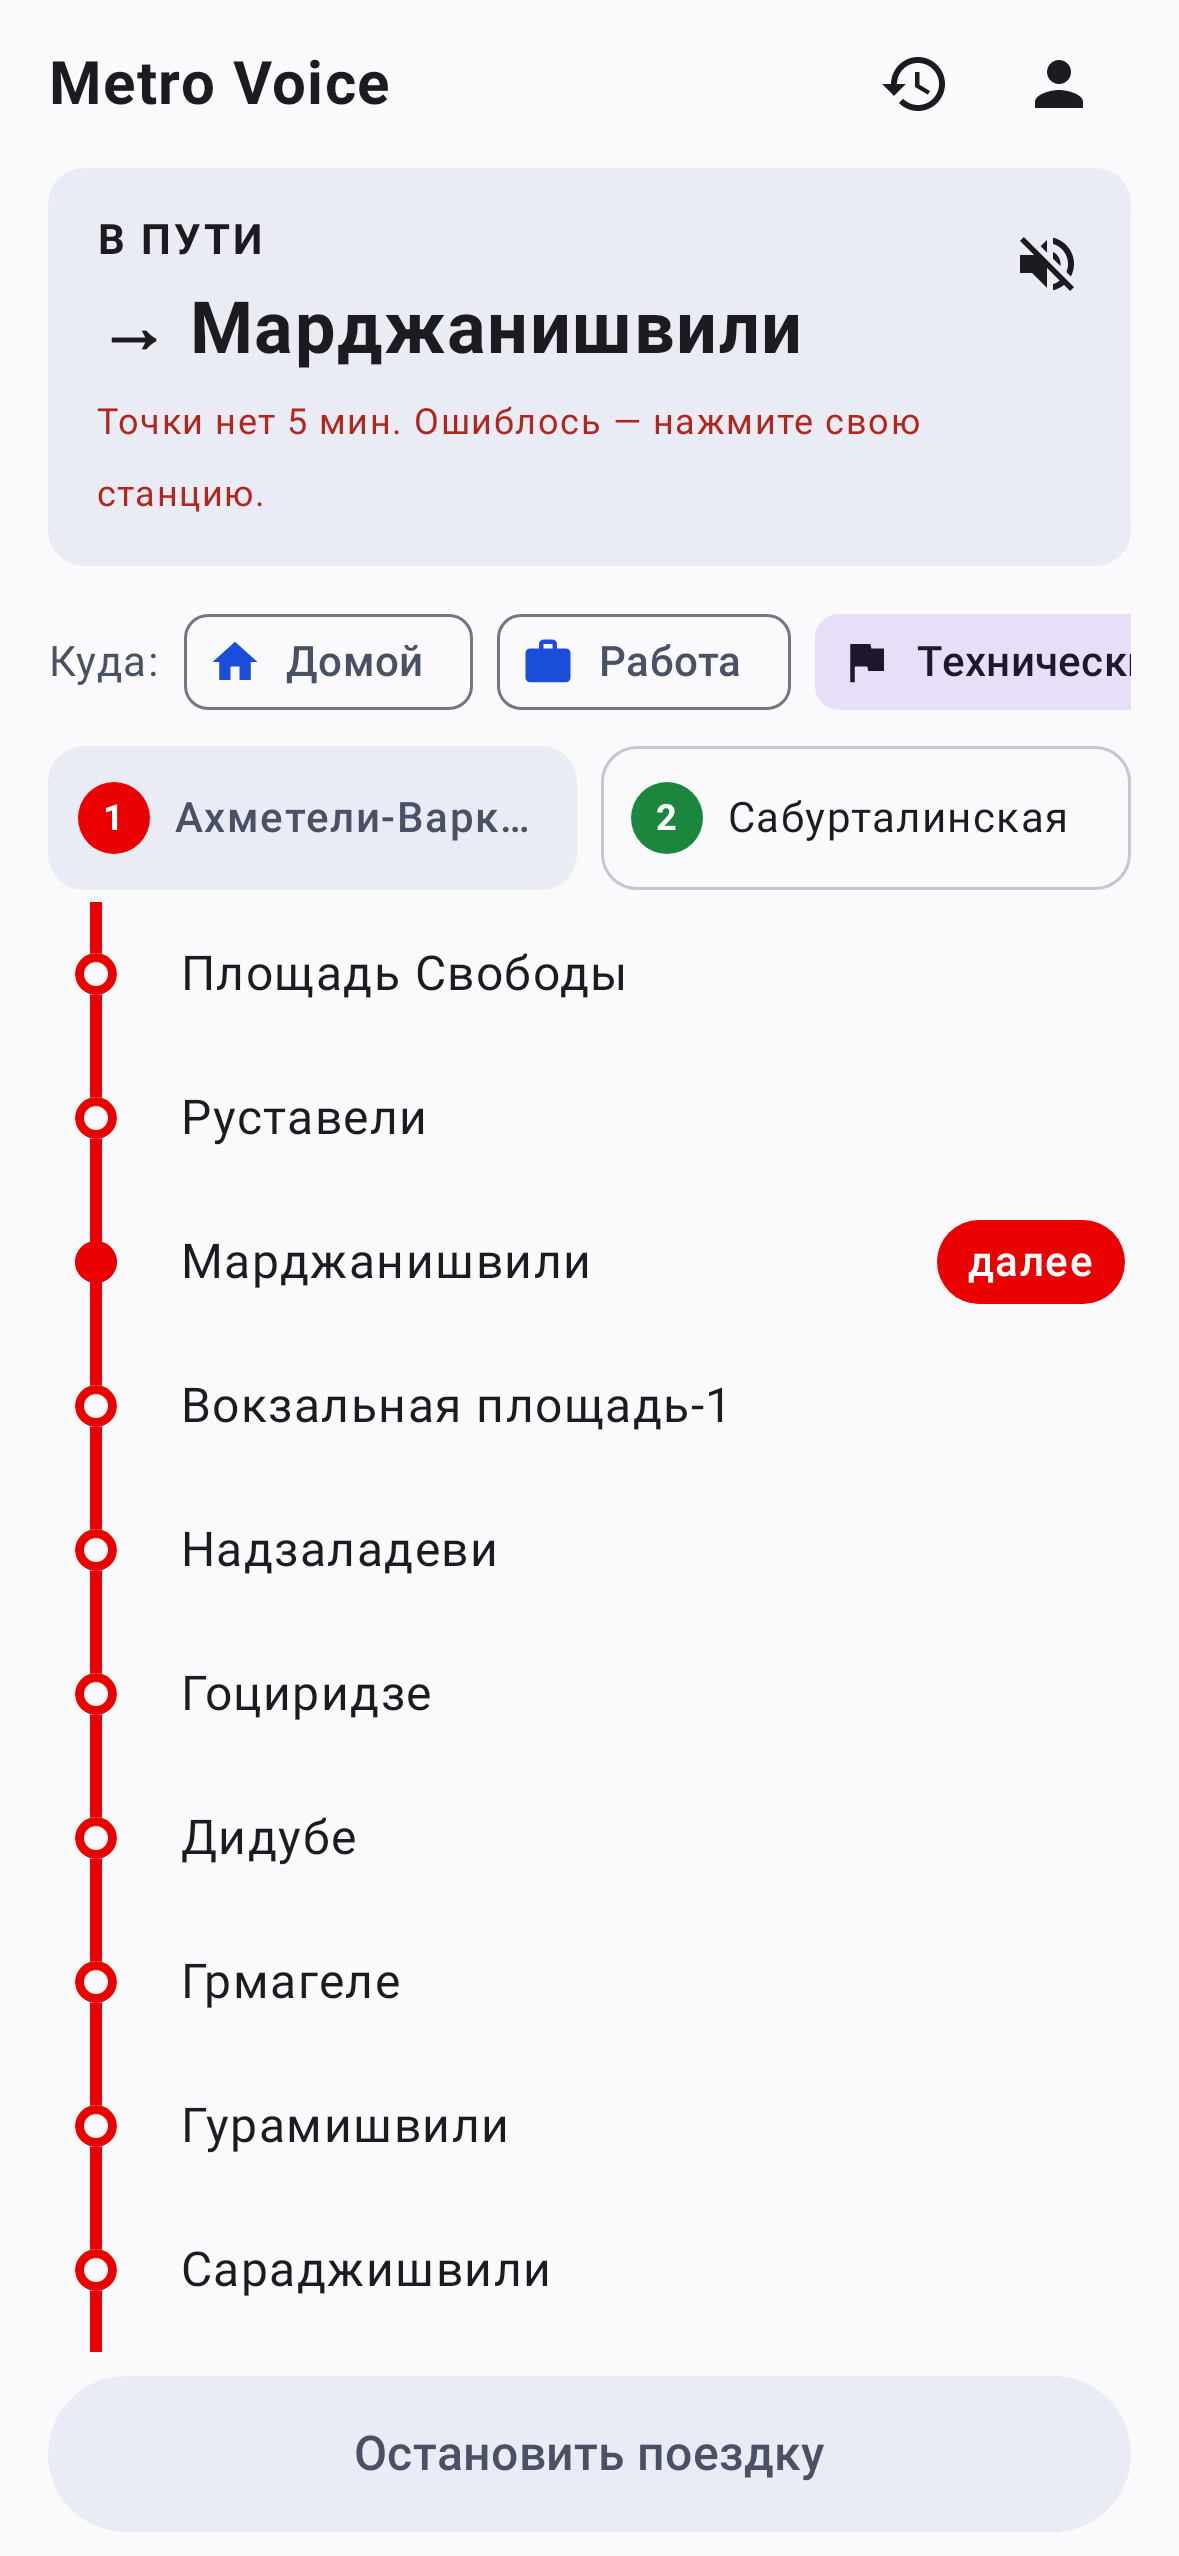 Metro Voice
В ПУТИ
→ Марджанишвили
Точки нет 5 мин. Ошиблось — нажмите свою
станцию.
Куда: Домой Работа Техническ
1 Ахметели-Варк… 2 Сабурталинская
Площадь Свободы
Руставели
Марджанишвили далее
Вокзальная площадь-1
Надзаладеви
Гоциридзе
Дидубе
Грмагеле
Гурамишвили
Сараджишвили
Остановить поездку